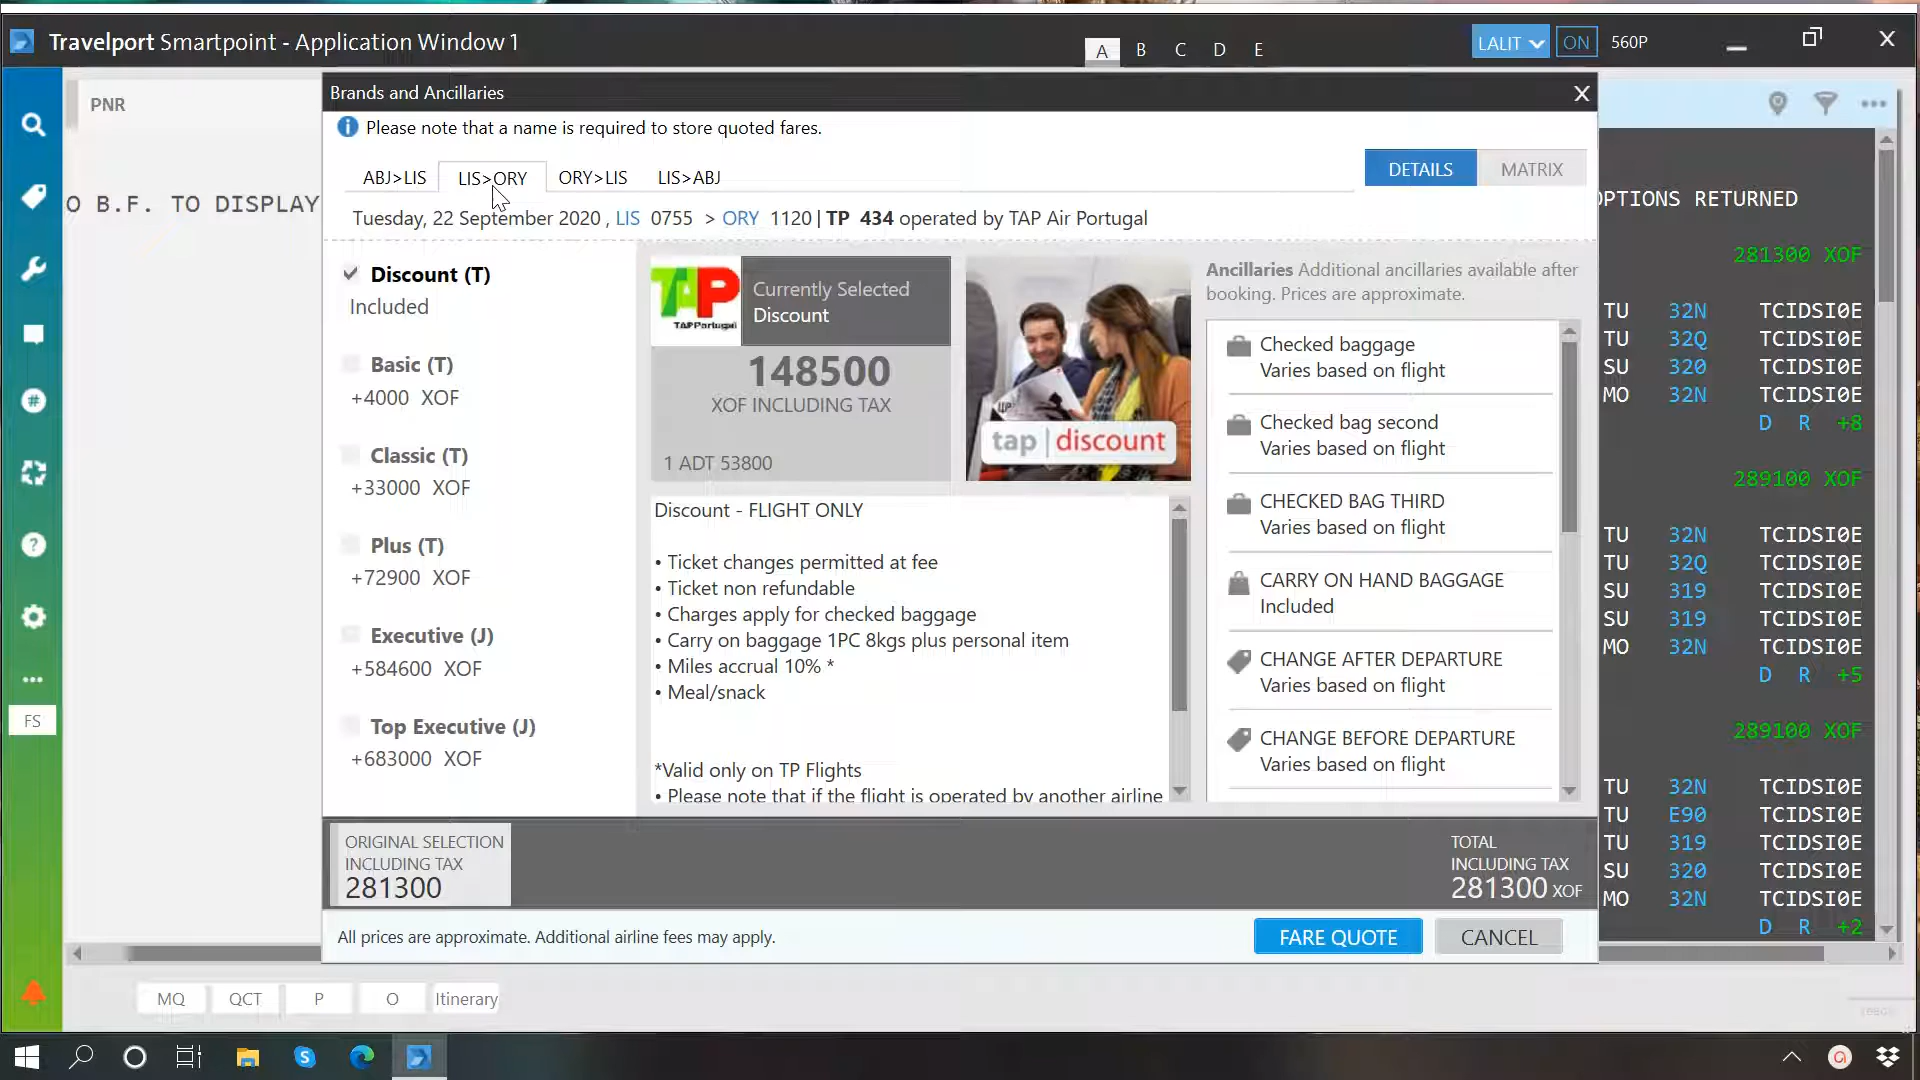 Travelport Smartpoint - Application Window 1
A B C D E
LALIT ON 560P
PNR
O B.F. TO DISPLAY
Brands and Ancillaries
Please note that a name is required to store quoted fares.
ABJ>LIS LIS>ORY ORY>LIS LIS>ABJ
DETAILS MATRIX
Tuesday, 22 September 2020 , LIS 0755 > ORY 1120 | TP 434 operated by TAP Air Portugal
Discount (T)
Included
Basic (T)
+4000 XOF
Classic (T)
+33000 XOF
Plus (T)
+72900 XOF
Executive (J)
+584600 XOF
Top Executive (J)
+683000 XOF
TAP
TAPPortugal
Currently Selected
Discount
148500
XOF INCLUDING TAX
1 ADT 53800
tap | discount
Discount - FLIGHT ONLY
• Ticket changes permitted at fee
• Ticket non refundable
• Charges apply for checked baggage
• Carry on baggage 1PC 8kgs plus personal item
• Miles accrual 10% *
• Meal/snack
*Valid only on TP Flights
• Please note that if the flight is operated by another airline
Ancillaries Additional ancillaries available after
booking. Prices are approximate.
Checked baggage
Varies based on flight
Checked bag second
Varies based on flight
CHECKED BAG THIRD
Varies based on flight
CARRY ON HAND BAGGAGE
Included
CHANGE AFTER DEPARTURE
Varies based on flight
CHANGE BEFORE DEPARTURE
Varies based on flight
ORIGINAL SELECTION
INCLUDING TAX
281300
TOTAL
INCLUDING TAX
281300 XOF
All prices are approximate. Additional airline fees may apply.
FARE QUOTE CANCEL
OPTIONS RETURNED
281300 XOF
TU 32N TCIDSI0E
TU 32Q TCIDSI0E
SU 320 TCIDSI0E
MO 32N TCIDSI0E
D R +8
289100 XOF
TU 32N TCIDSI0E
TU 32Q TCIDSI0E
SU 319 TCIDSI0E
SU 319 TCIDSI0E
MO 32N TCIDSI0E
D R +5
289100 XOF
TU 32N TCIDSI0E
TU E90 TCIDSI0E
TU 319 TCIDSI0E
SU 320 TCIDSI0E
MO 32N TCIDSI0E
D R +2
FS
MQ QCT P O Itinerary